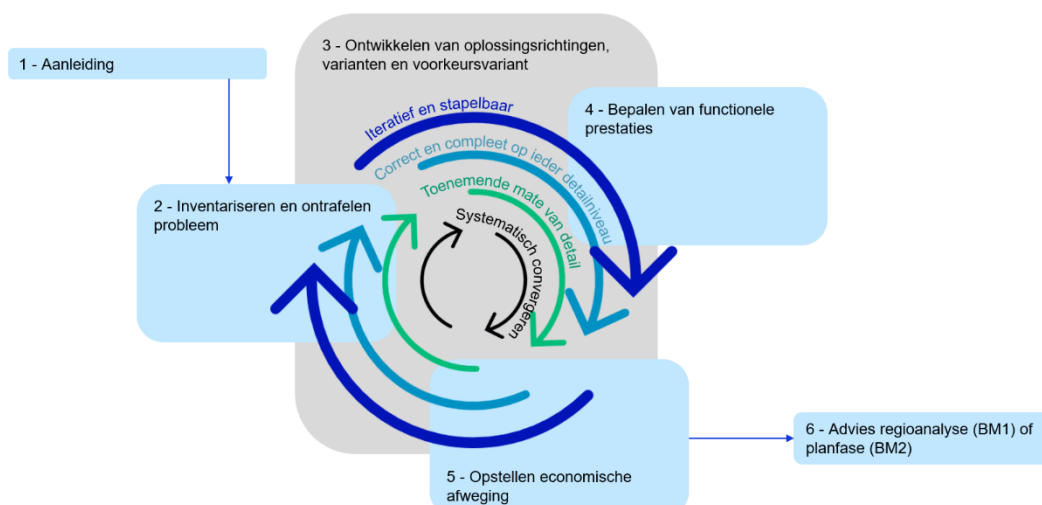 1 - Aanleiding
3 - Ontwikkelen van oplossingsrichtingen,
varianten en voorkeursvariant
4 - Bepalen van functionele
prestaties
Iteratief en stapelbaar
Correct en compleet op ieder detailniveau
Toenemende mate van detail
Systematisch convergeren
2 - Inventariseren en ontrafelen
probleem
5 - Opstellen economische
afweging
6 - Advies regioanalyse (BM1) of
planfase (BM2)